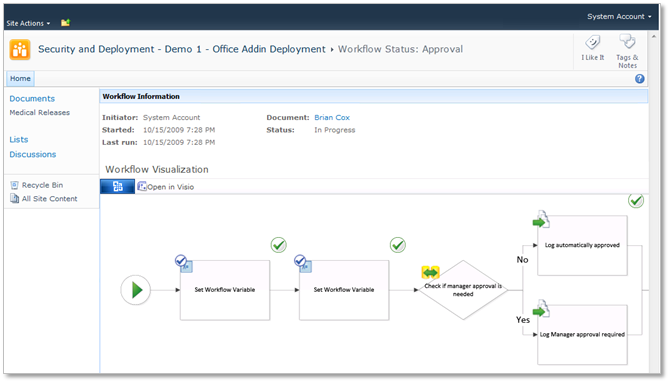 System Account
Site Actions
Security and Deployment - Demo 1 - Office Addin Deployment › Workflow Status: Approval
I Like It
Tags & Notes
Home
Documents
Medical Releases
Lists
Discussions
Recycle Bin
All Site Content
Workflow Information
Initiator: System Account
Document: Brian Cox
Started: 10/15/2009 7:28 PM
Status: In Progress
Last run: 10/15/2009 7:28 PM
Workflow Visualization
Open in Visio
Set Workflow Variable
Set Workflow Variable
Check if manager approval is
needed
No
Log automatically approved
Yes
Log Manager approval required